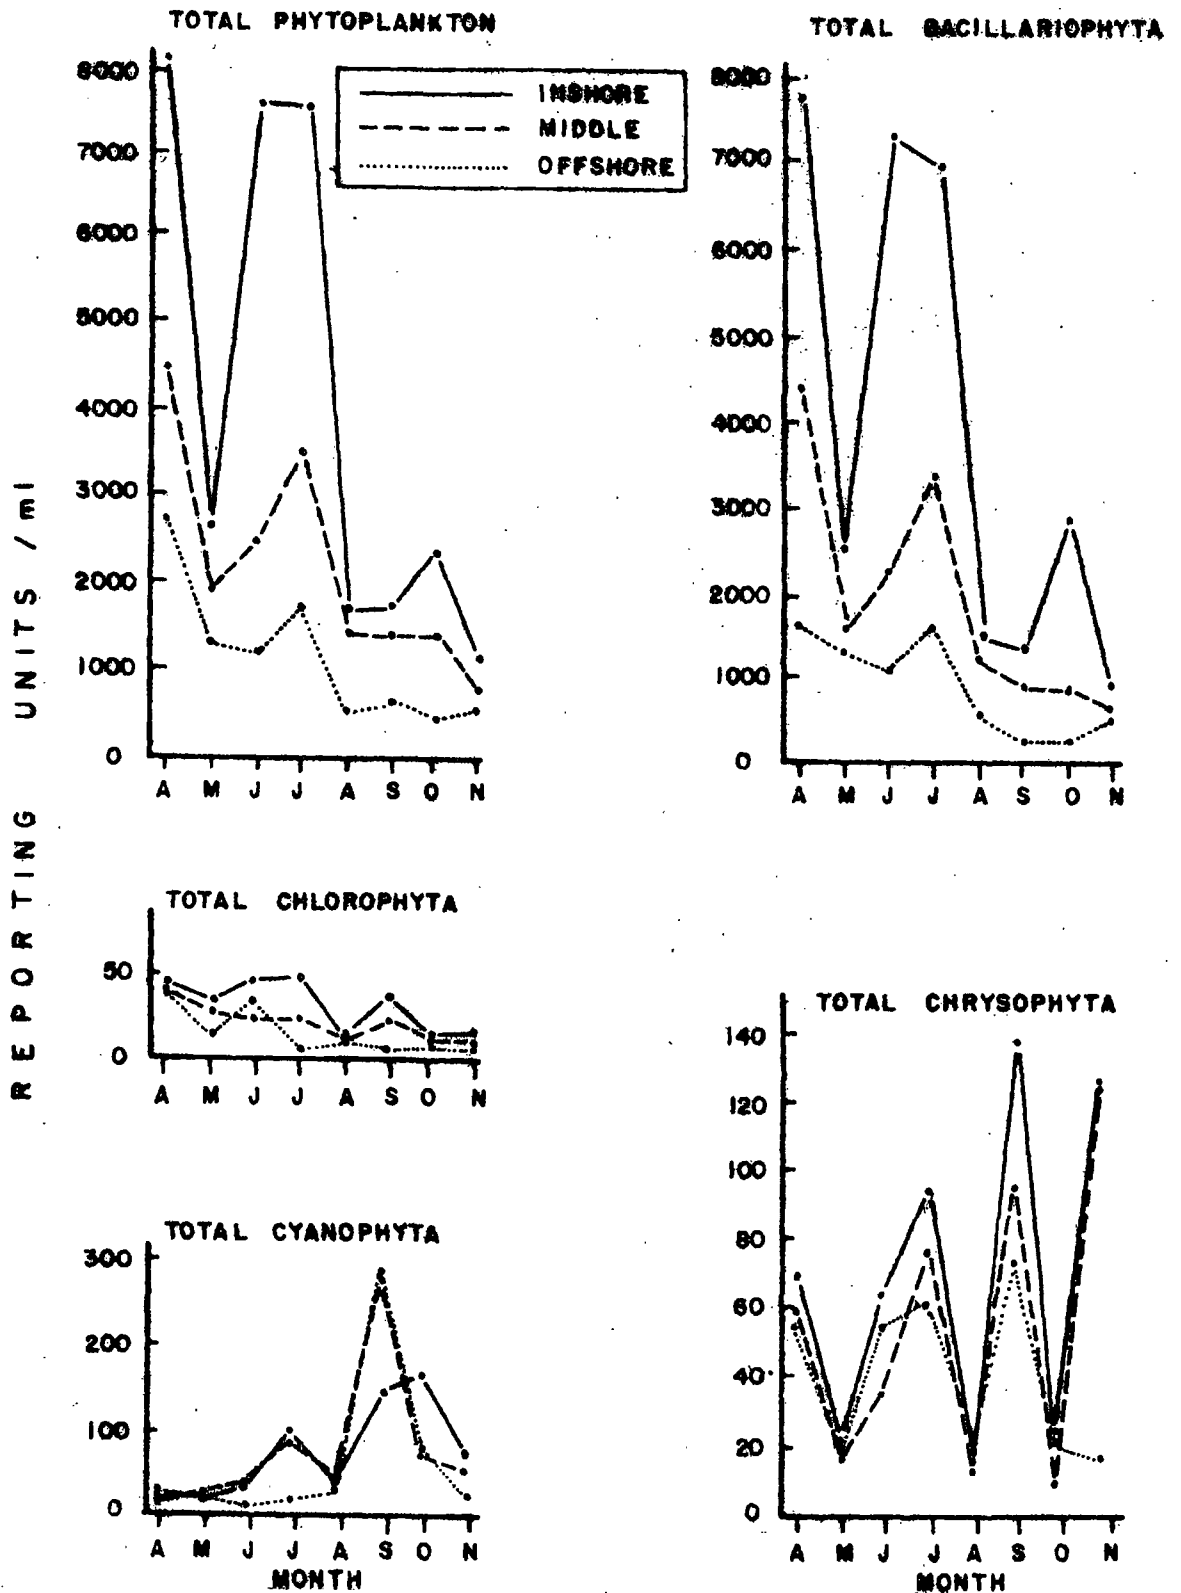 TOTAL PHYTOPLANKTON
8000
7000
6000
5000
4000
3000
2000
1000
0
A M J J A S O N
INSHORE
MIDDLE
OFFSHORE
TOTAL BACILLARIOPHYTA
8000
7000
6000
5000
4000
3000
2000
1000
0
A M J J A S O N
REPORTING UNITS / ml
TOTAL CHLOROPHYTA
50
0
A M J J A S O N
TOTAL CHRYSOPHYTA
140
120
100
80
60
40
20
0
A M J J A S O N
MONTH
TOTAL CYANOPHYTA
300
200
100
0
A M J J A S O N
MONTH